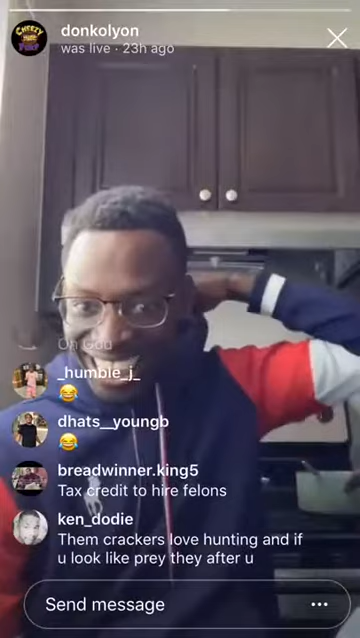 donkolyon
was live · 23h ago
Oh God
_humble_j_
😂
dhats__youngb
😂
breadwinner.king5
Tax credit to hire felons
ken_dodie
Them crackers love hunting and if
u look like prey they after u
Send message